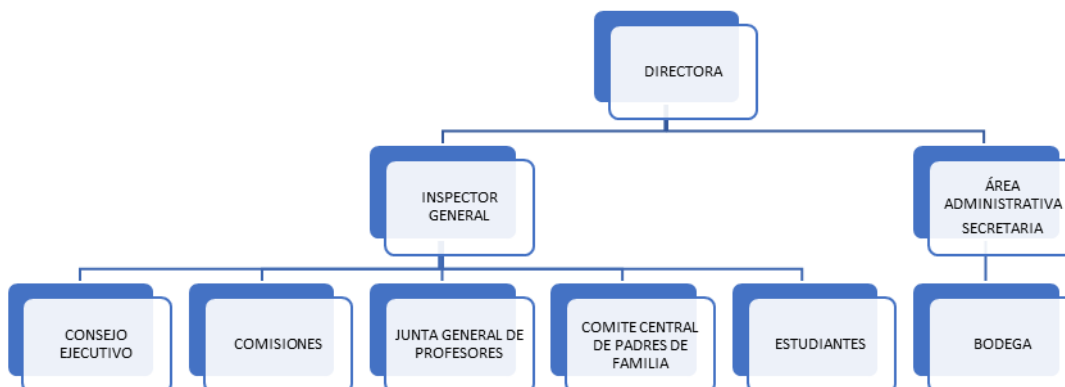 DIRECTORA
INSPECTOR
GENERAL
ÁREA
ADMINISTRATIVA
SECRETARIA
CONSEJO
EJECUTIVO
COMISIONES
JUNTA GENERAL DE
PROFESORES
COMITE CENTRAL
DE PADRES DE
FAMILIA
ESTUDIANTES
BODEGA